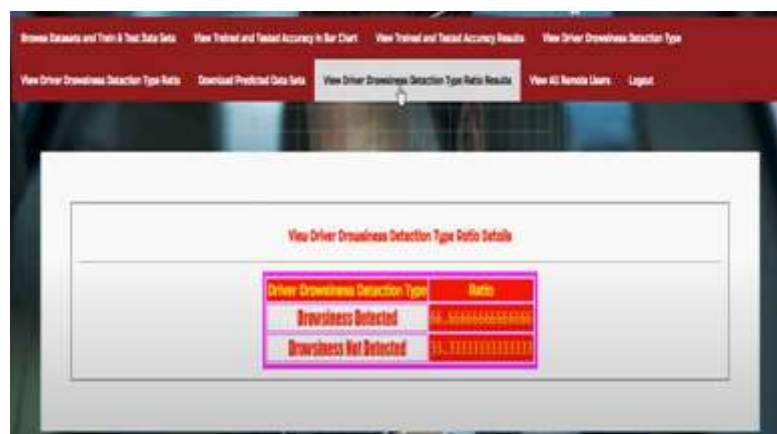 Browse Datasets and Train & Test Data Sets View Trained and Tested Accuracy in Bar Chart View Trained and Tested Accuracy Results View Driver Drowsiness Detection Type
View Driver Drowsiness Detection Type Ratio Download Predicted Data Sets View Driver Drowsiness Detection Type Ratio Results View All Remote Users Logout
View Driver Drowsiness Detection Type Ratio Details
Driver Drowsiness Detection Type Ratio
Drowsiness Detected
Drowsiness Not Detected